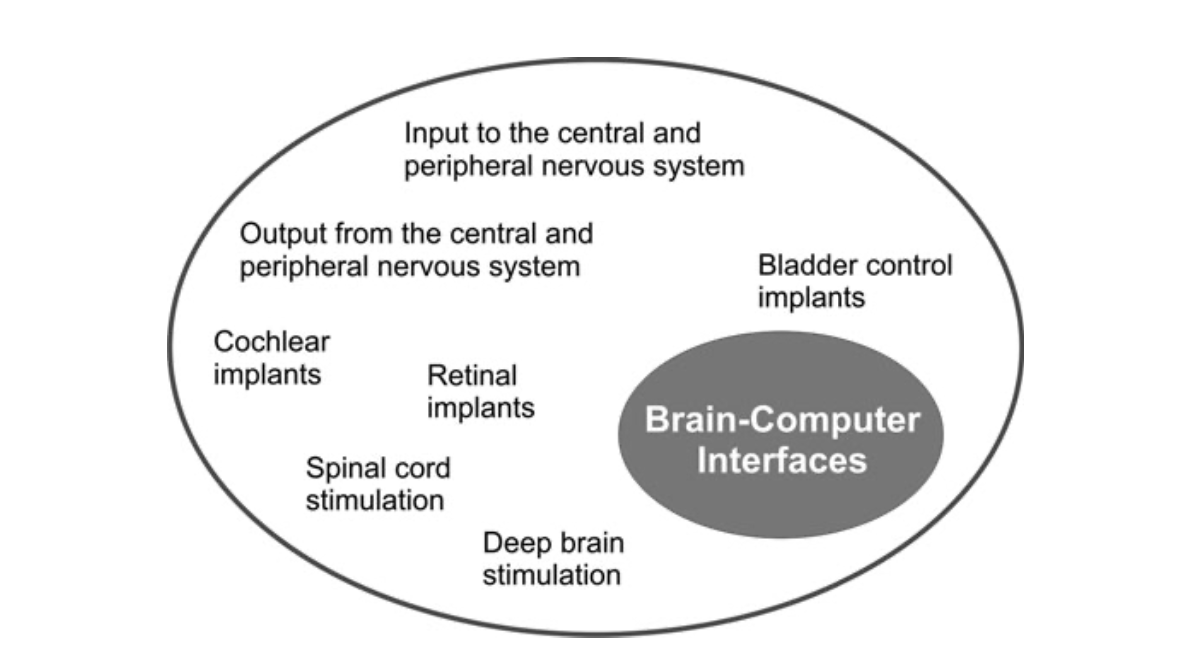 Input to the central and
peripheral nervous system
Output from the central and
peripheral nervous system
Bladder control
implants
Cochlear
implants
Retinal
implants
Brain-Computer
Interfaces
Spinal cord
stimulation
Deep brain
stimulation